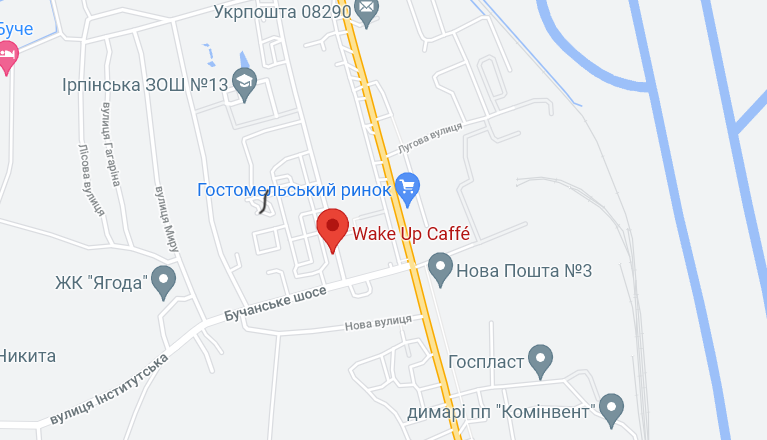 Укрпошта 08290
Буче
Ірпінська ЗОШ №13
вулиця Гагаріна
Лісова вулиця
Лугова вулиця
Гостомельський ринок
вулиця Миру
Wake Up Caffé
ЖК "Ягода"
Нова Пошта №3
Бучанське шосе
Нова вулиця
Никита
Госпласт
вулиця Інститутська
димарі пп "Комінвент"